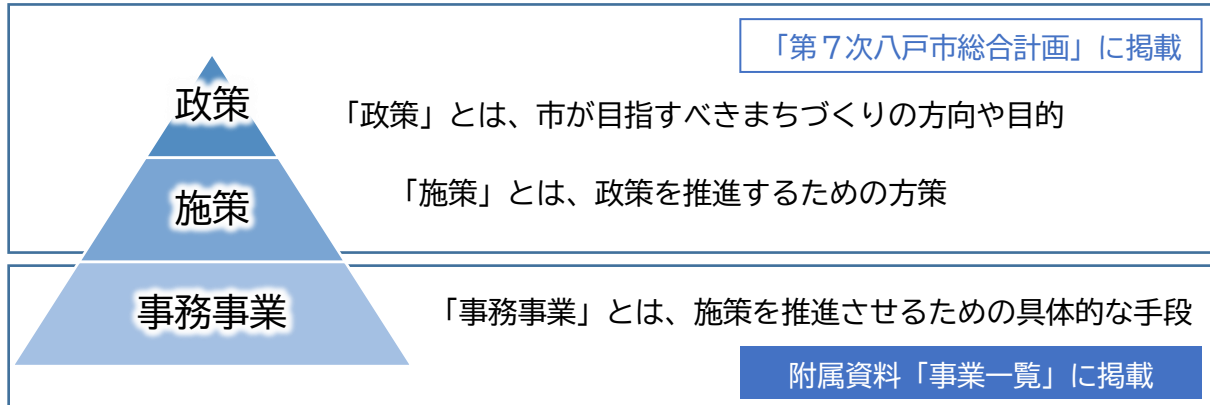 「第７次八戸市総合計画」に掲載
政策
「政策」とは、市が目指すべきまちづくりの方向や目的
施策
「施策」とは、政策を推進するための方策
事務事業
「事務事業」とは、施策を推進させるための具体的な手段
附属資料「事業一覧」に掲載